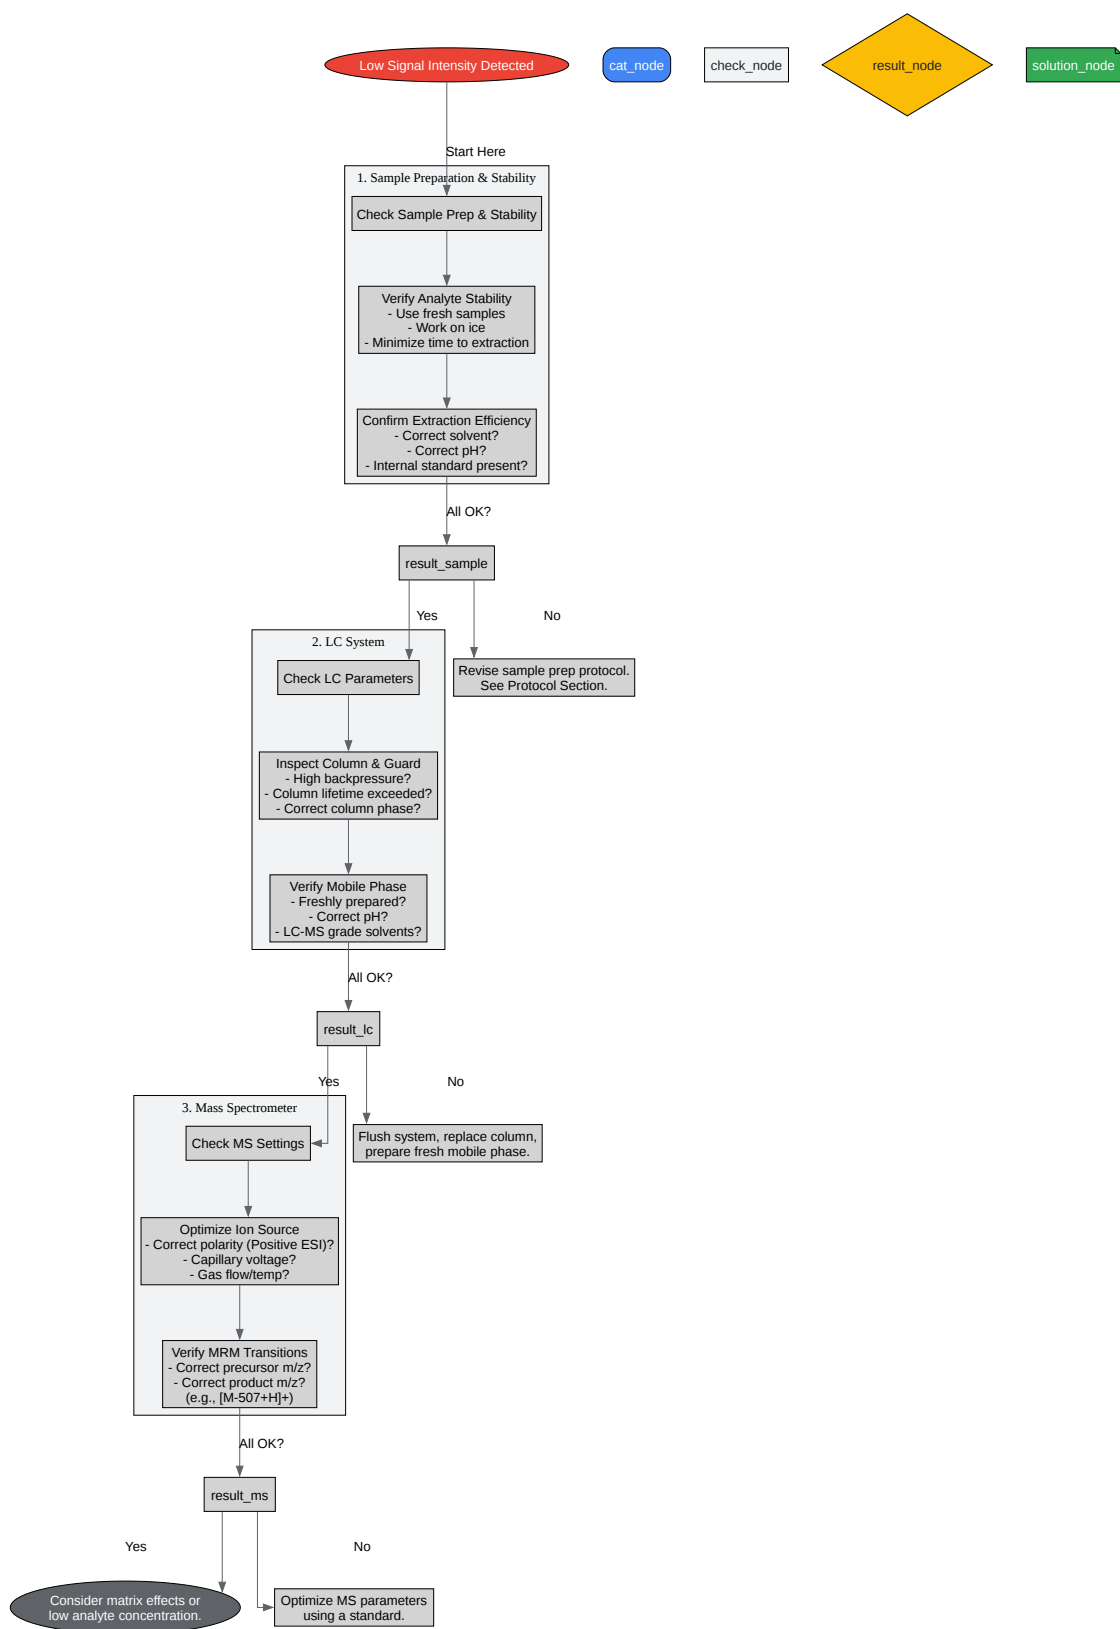 Low Signal Intensity Detected
cat_node
check_node
result_node
solution_node
Start Here
1. Sample Preparation & Stability
Check Sample Prep & Stability
Verify Analyte Stability
- Use fresh samples
- Work on ice
- Minimize time to extraction
Confirm Extraction Efficiency
- Correct solvent?
- Correct pH?
- Internal standard present?
All OK?
result_sample
Yes
No
2. LC System
Check LC Parameters
Revise sample prep protocol.
See Protocol Section.
Inspect Column & Guard
- High backpressure?
- Column lifetime exceeded?
- Correct column phase?
Verify Mobile Phase
- Freshly prepared?
- Correct pH?
- LC-MS grade solvents?
All OK?
result_lc
Yes
No
3. Mass Spectrometer
Check MS Settings
Flush system, replace column,
prepare fresh mobile phase.
Optimize Ion Source
- Correct polarity (Positive ESI)?
- Capillary voltage?
- Gas flow/temp?
Verify MRM Transitions
- Correct precursor m/z?
- Correct product m/z?
(e.g., [M-507+H]+)
All OK?
result_ms
Yes
No
Consider matrix effects or
low analyte concentration.
Optimize MS parameters
using a standard.